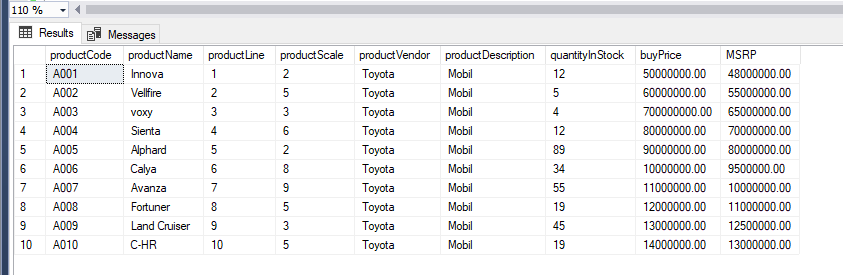 110 %
Results Messages
productCode productName productLine productScale productVendor productDescription quantityInStock buyPrice MSRP
1 A001 Innova 1 2 Toyota Mobil 12 50000000.00 48000000.00
2 A002 Vellfire 2 5 Toyota Mobil 5 60000000.00 55000000.00
3 A003 voxy 3 3 Toyota Mobil 4 700000000.00 65000000.00
4 A004 Sienta 4 6 Toyota Mobil 12 80000000.00 70000000.00
5 A005 Alphard 5 2 Toyota Mobil 89 90000000.00 80000000.00
6 A006 Calya 6 8 Toyota Mobil 34 10000000.00 9500000.00
7 A007 Avanza 7 9 Toyota Mobil 55 11000000.00 10000000.00
8 A008 Fortuner 8 5 Toyota Mobil 19 12000000.00 11000000.00
9 A009 Land Cruiser 9 3 Toyota Mobil 45 13000000.00 12500000.00
10 A010 C-HR 10 5 Toyota Mobil 19 14000000.00 13000000.00